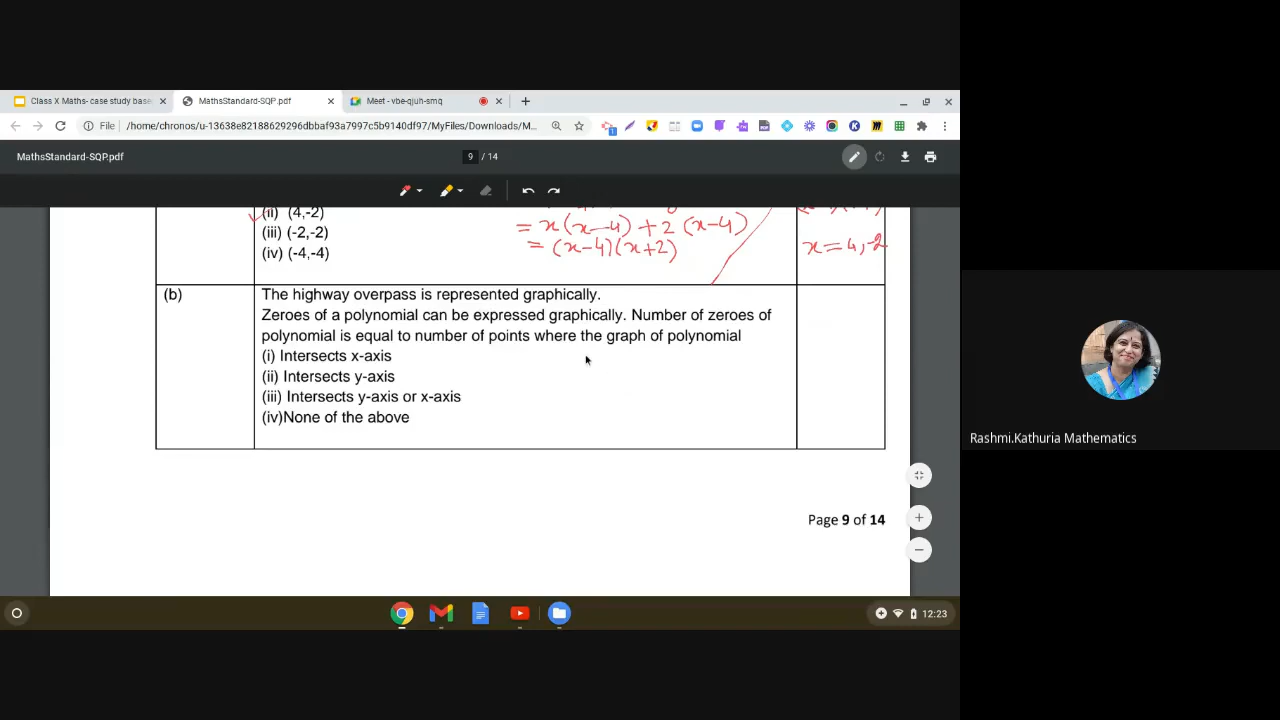 Class X Maths- case study base
MathsStandard-SQP.pdf
Meet - vbe-qjuh-smq
File
/home/chronos/u-13638e82188629296dbbaf93a7997c5b9140df97/MyFiles/Downloads/M...
MathsStandard-SQP.pdf
9 / 14
(ii) (4,-2)
(iii) (-2,-2)
(iv) (-4,-4)
= x(x-4) + 2 (x-4)
= (x-4)(x+2)
x = 4, -2
(b)
The highway overpass is represented graphically.
Zeroes of a polynomial can be expressed graphically. Number of zeroes of
polynomial is equal to number of points where the graph of polynomial
(i) Intersects x-axis
(ii) Intersects y-axis
(iii) Intersects y-axis or x-axis
(iv)None of the above
Page 9 of 14
12:23
Rashmi.Kathuria Mathematics